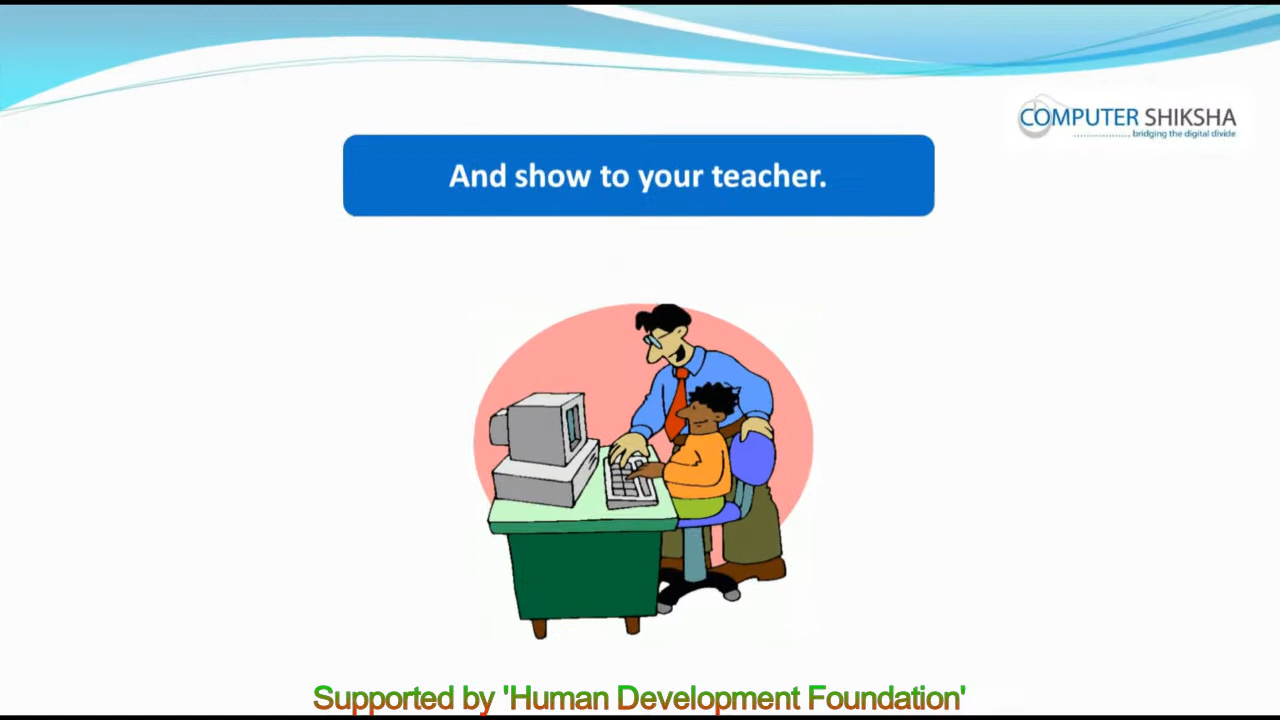 COMPUTER SHIKSHA
.............. bridging the digital divide
And show to your teacher.
Supported by 'Human Development Foundation'